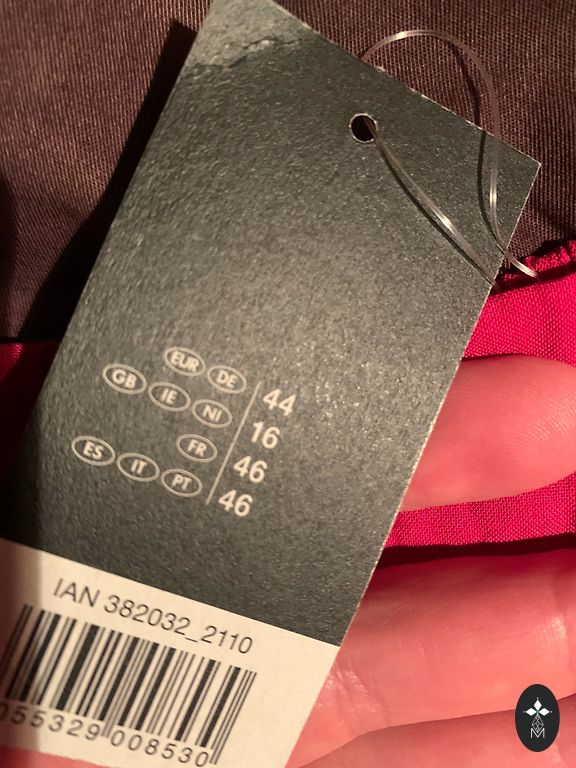 EUR DE 44
GB IE NI 16
FR 46
ES IT PT 46
IAN 382032_2110
055329 008530
M